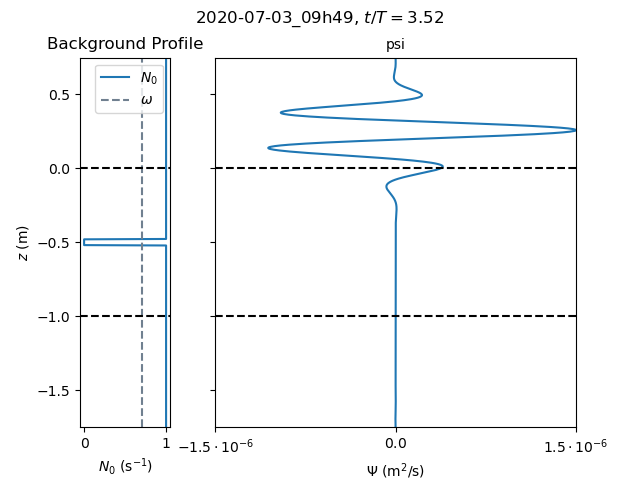 2020-07-03_09h49, t/T = 3.52
Background Profile
psi
N₀
ω
0.5
0.0
−0.5
−1.0
−1.5
z (m)
0 1
−1.5 · 10⁻⁶ 0.0 1.5 · 10⁻⁶
N₀ (s⁻¹)
Ψ (m²/s)